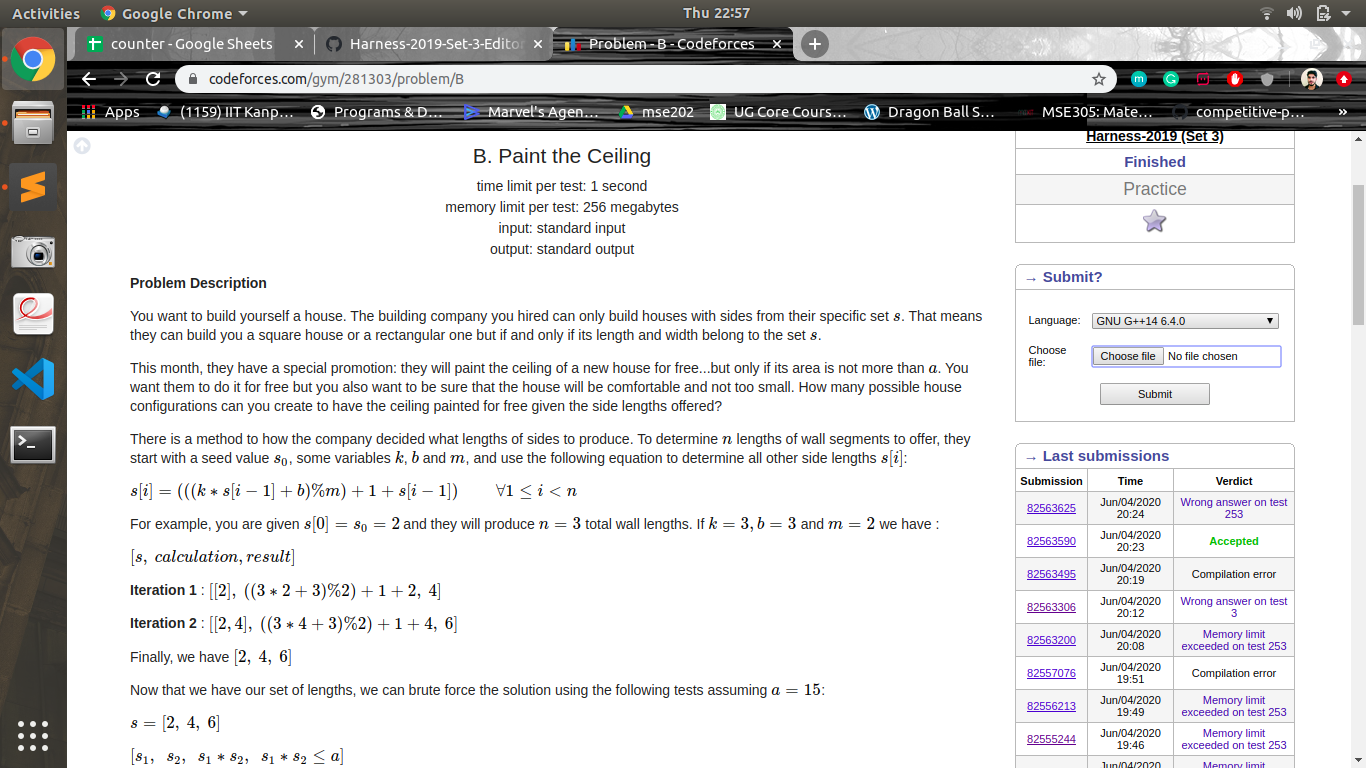 Activities Google Chrome Thu 22:57
counter - Google Sheets Harness-2019-Set-3-Editor Problem - B - Codeforces
codeforces.com/gym/281303/problem/B
Apps (1159) IIT Kanp... Programs & D... Marvel's Agen... mse202 UG Core Cours... Dragon Ball S... MSE305: Mate... competitive-p... »
B. Paint the Ceiling
time limit per test: 1 second
memory limit per test: 256 megabytes
input: standard input
output: standard output
Problem Description
You want to build yourself a house. The building company you hired can only build houses with sides from their specific set s. That means
they can build you a square house or a rectangular one but if and only if its length and width belong to the set s.
This month, they have a special promotion: they will paint the ceiling of a new house for free...but only if its area is not more than a. You
want them to do it for free but you also want to be sure that the house will be comfortable and not too small. How many possible house
configurations can you create to have the ceiling painted for free given the side lengths offered?
There is a method to how the company decided what lengths of sides to produce. To determine n lengths of wall segments to offer, they
start with a seed value s₀, some variables k, b and m, and use the following equation to determine all other side lengths s[i]:
s[i] = (((k ∗ s[i − 1] + b)%m) + 1 + s[i − 1]) ∀1 ≤ i < n
For example, you are given s[0] = s₀ = 2 and they will produce n = 3 total wall lengths. If k = 3, b = 3 and m = 2 we have :
[s, calculation, result]
Iteration 1 : [[2], ((3 ∗ 2 + 3)%2) + 1 + 2, 4]
Iteration 2 : [[2, 4], ((3 ∗ 4 + 3)%2) + 1 + 4, 6]
Finally, we have [2, 4, 6]
Now that we have our set of lengths, we can brute force the solution using the following tests assuming a = 15:
s = [2, 4, 6]
[s₁, s₂, s₁ ∗ s₂, s₁ ∗ s₂ ≤ a]
Harness-2019 (Set 3)
Finished
Practice
→ Submit?
Language: GNU G++14 6.4.0
Choose
file: Choose file No file chosen
Submit
→ Last submissions
Submission Time Verdict
82563625 Jun/04/2020 20:24 Wrong answer on test 253
82563590 Jun/04/2020 20:23 Accepted
82563495 Jun/04/2020 20:19 Compilation error
82563306 Jun/04/2020 20:12 Wrong answer on test 3
82563200 Jun/04/2020 20:08 Memory limit exceeded on test 253
82557076 Jun/04/2020 19:51 Compilation error
82556213 Jun/04/2020 19:49 Memory limit exceeded on test 253
82555244 Jun/04/2020 19:46 Memory limit exceeded on test 253
Jun/04/2020 Memory limit